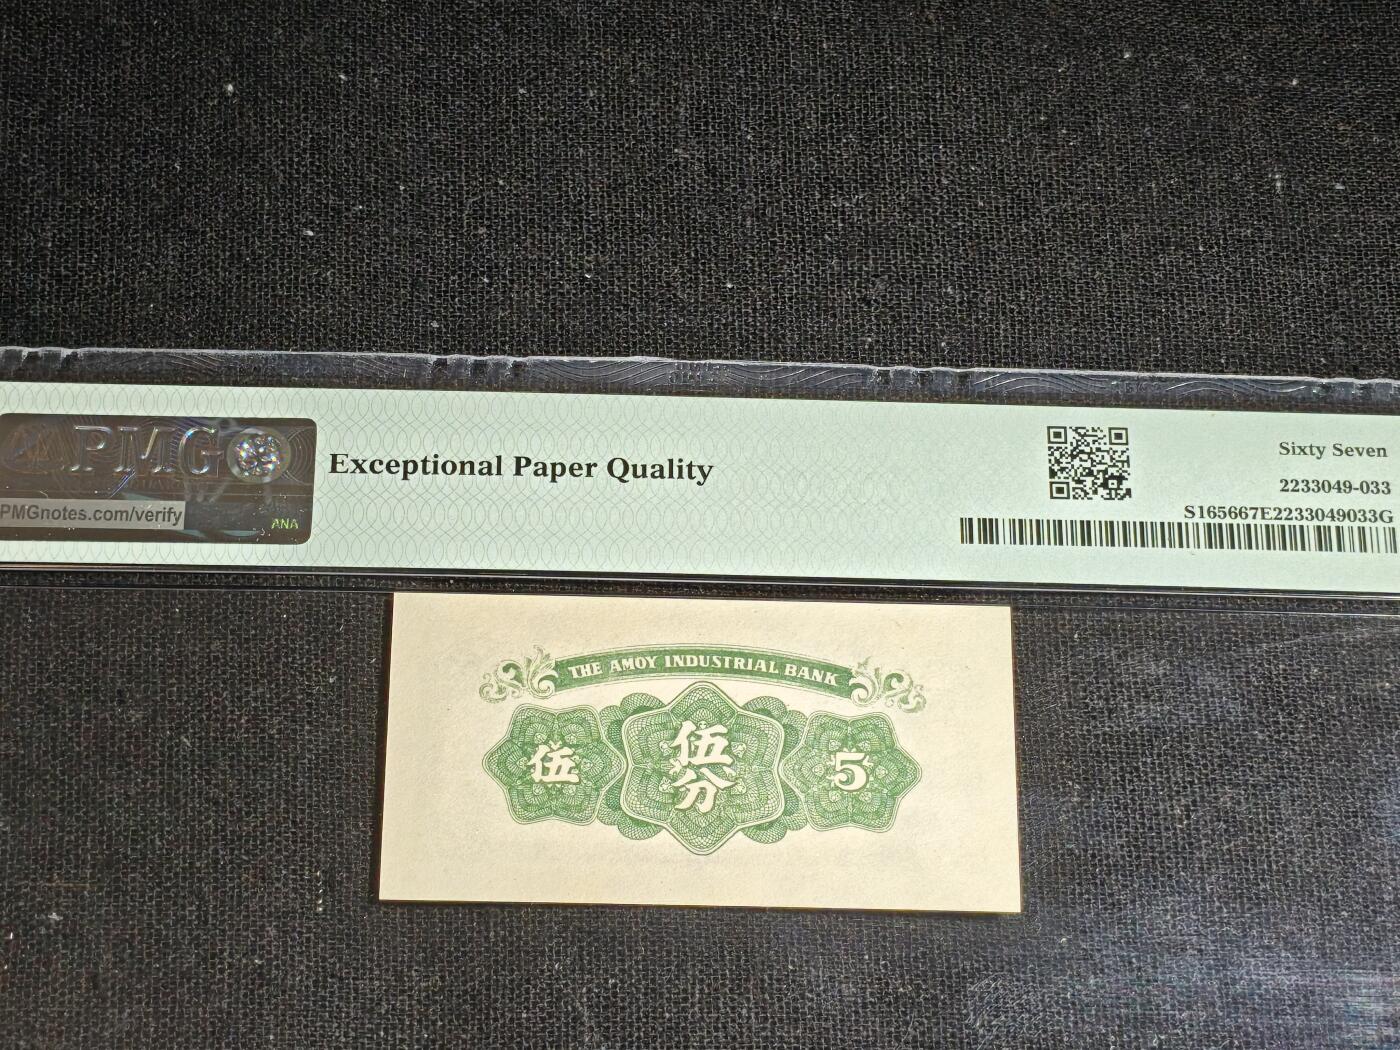 PMG
PMGnotes.com/verify
ANA
Exceptional Paper Quality
Sixty Seven
2233049-033
S165667E2233049033G
THE AMOY INDUSTRIAL BANK
伍
伍
分
5